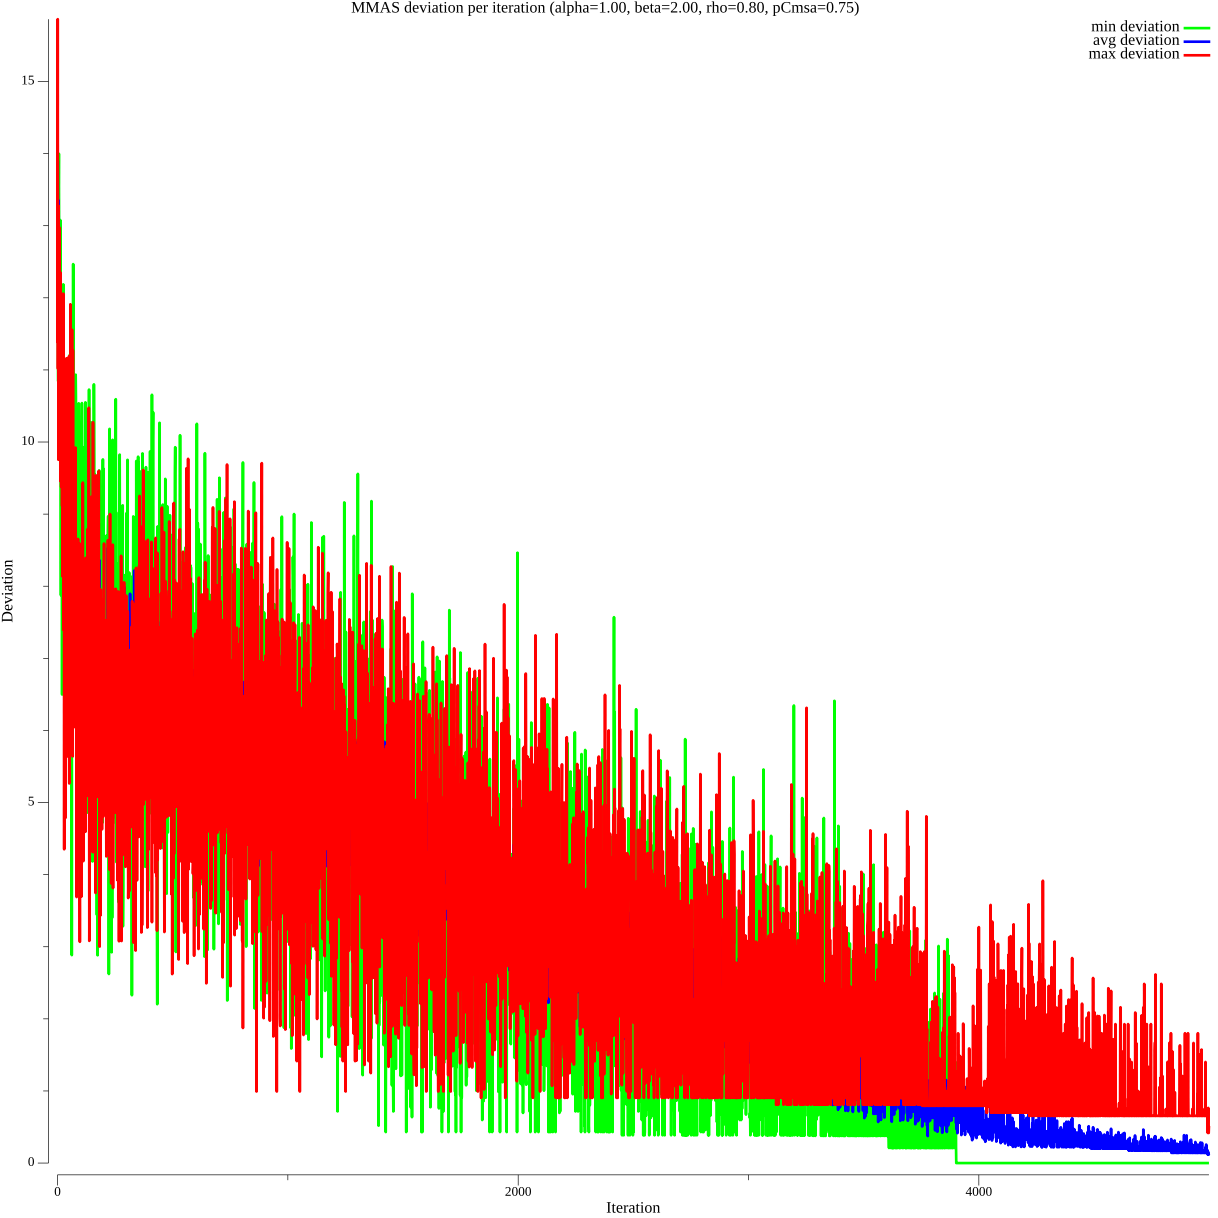 MMAS deviation per iteration (alpha=1.00, beta=2.00, rho=0.80, pCmsa=0.75)
min deviation
avg deviation
max deviation
15
10
5
0
Deviation
0
2000
4000
Iteration